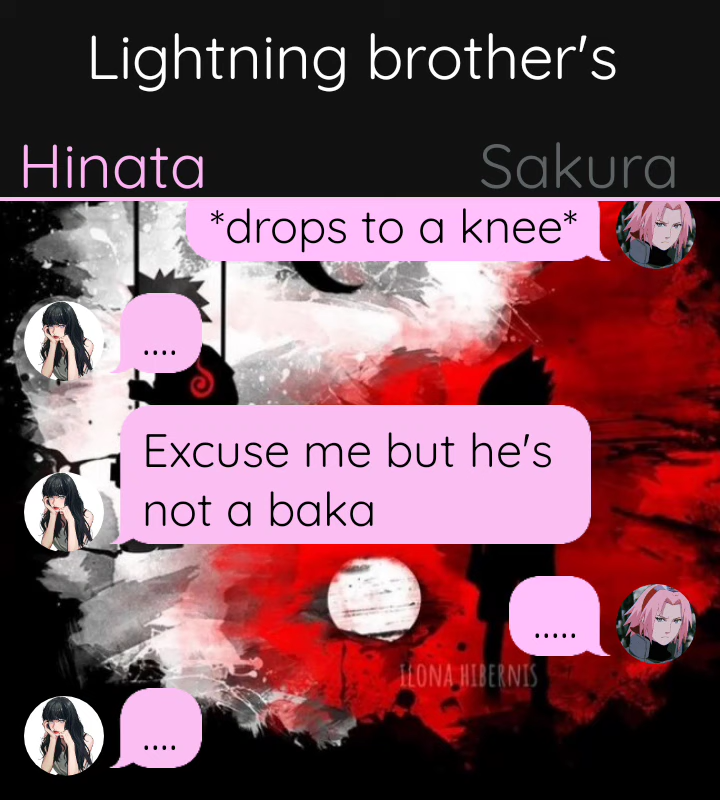 Lightning brother's
Hinata
Sakura
*drops to a knee*
....
Excuse me but he's
not a baka
.....
ILONA HIBERNIS
....